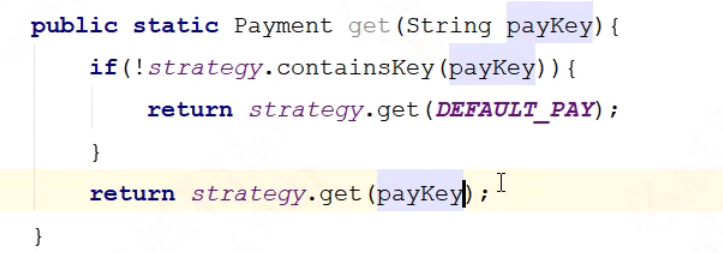 public static Payment get(String payKey){
if(!strategy.containsKey(payKey)){
return strategy.get(DEFAULT_PAY);
}
return strategy.get(payKey);
}